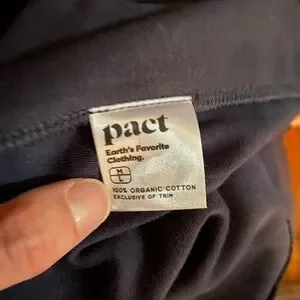 pact
Earth's Favorite
Clothing.
M
L
100% ORGANIC COTTON
EXCLUSIVE OF TRIM